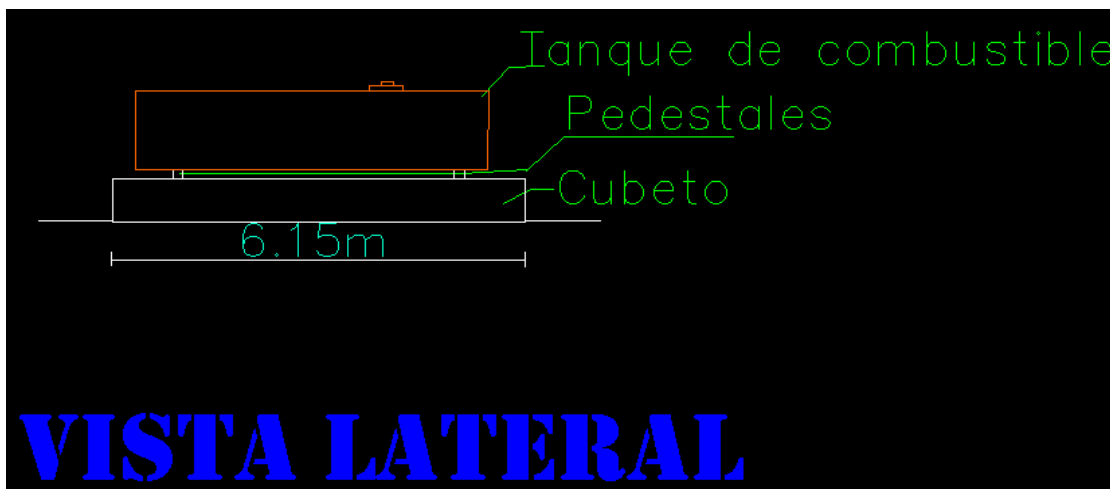 Tanque de combustible
Pedestales
Cubeto
6.15m
VISTA LATERAL